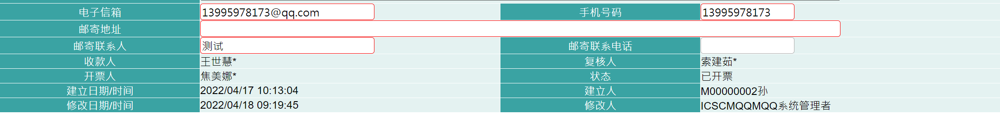 电子信箱 13995978173@qq.com 手机号码 13995978173
邮寄地址
邮寄联系人 测试 邮寄联系电话
收款人 王世慧* 复核人 索建茹*
开票人 焦美娜* 状态 已开票
建立日期/时间 2022/04/17 10:13:04 建立人 M00000002孙
修改日期/时间 2022/04/18 09:19:45 修改人 ICSCMQQMQQ系统管理者